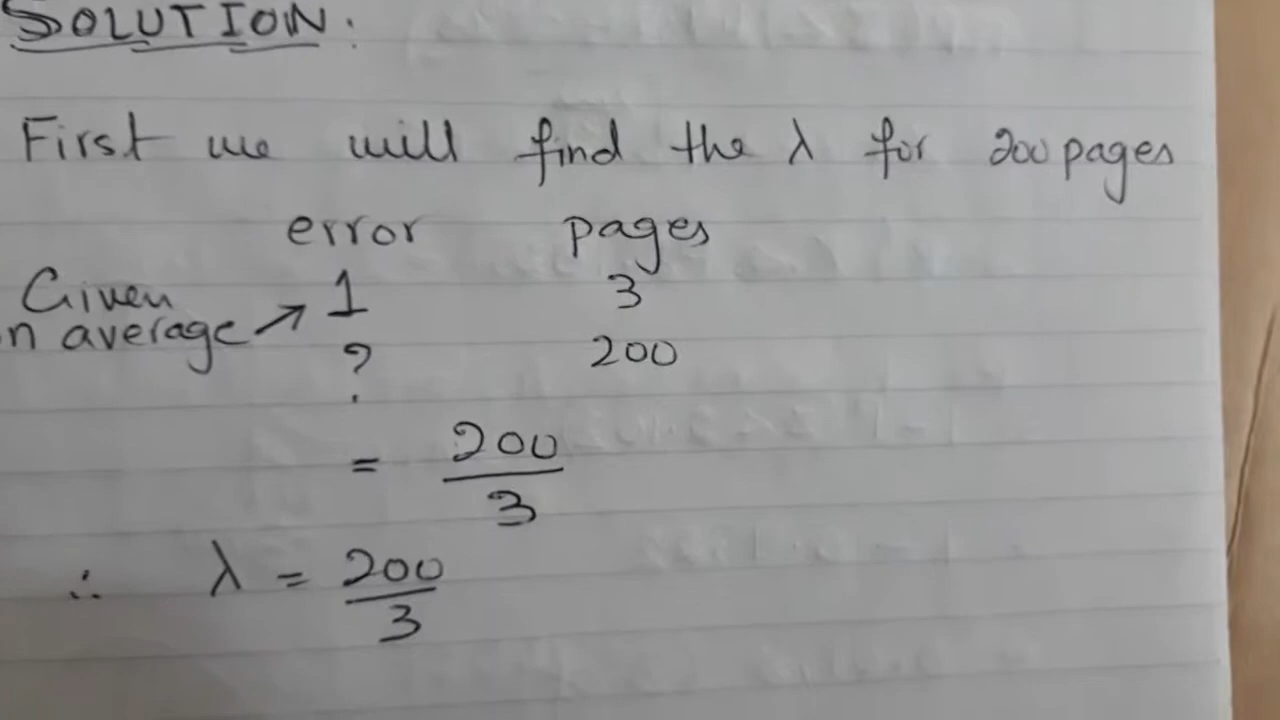 SOLUTION:
First we will find the λ for 200 pages
error pages
Given 1 3
n average
? 200
= 200/3
∴ λ = 200/3